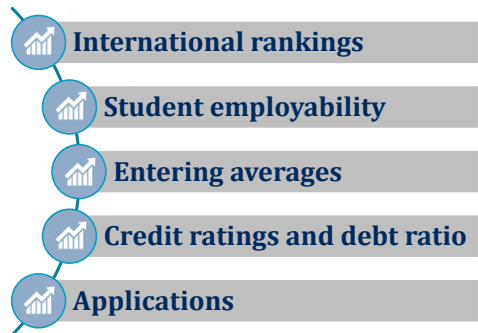 International rankings
Student employability
Entering averages
Credit ratings and debt ratio
Applications